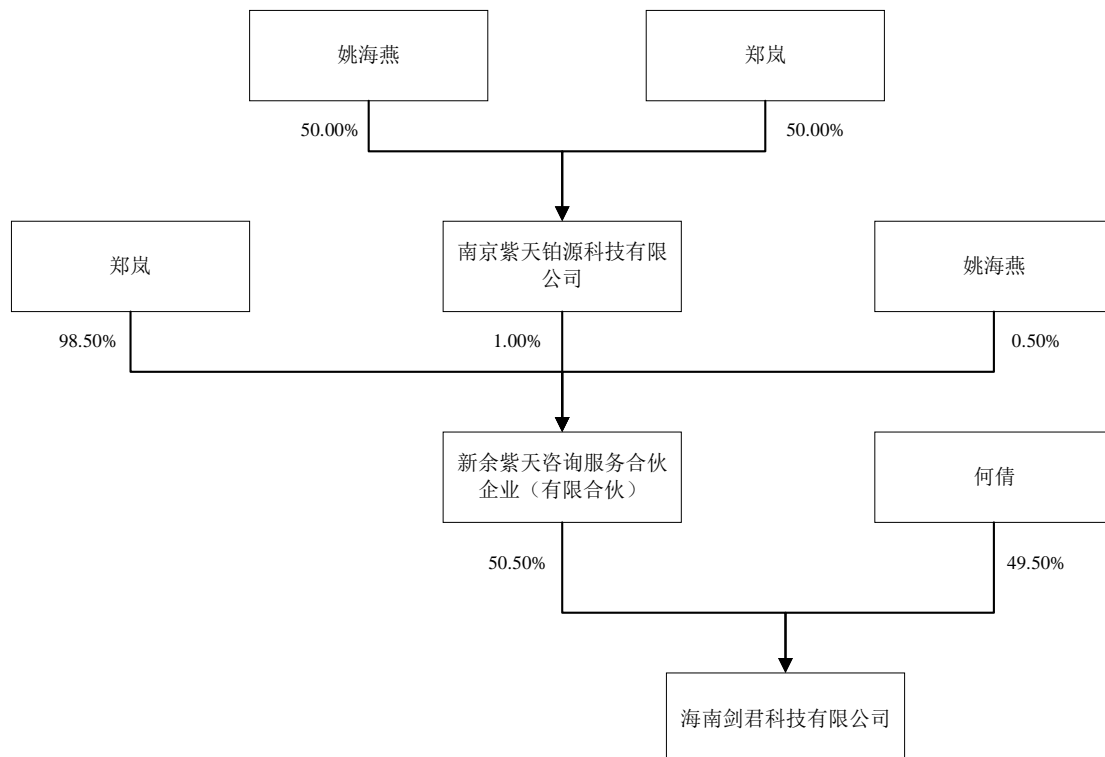 姚海燕
郑岚
50.00%
50.00%
郑岚
南京紫天铂源科技有限
公司
姚海燕
98.50%
1.00%
0.50%
新余紫天咨询服务合伙
企业（有限合伙）
何倩
50.50%
49.50%
海南剑君科技有限公司